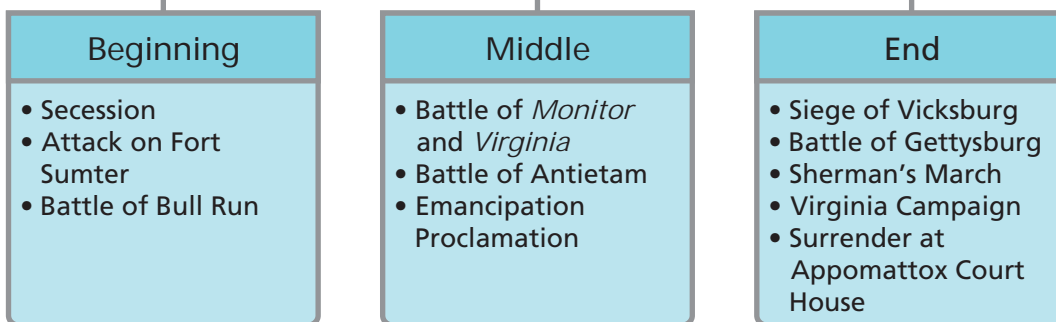 Beginning
• Secession
• Attack on Fort
Sumter
• Battle of Bull Run
Middle
• Battle of Monitor
and Virginia
• Battle of Antietam
• Emancipation
Proclamation
End
• Siege of Vicksburg
• Battle of Gettysburg
• Sherman’s March
• Virginia Campaign
• Surrender at
Appomattox Court
House